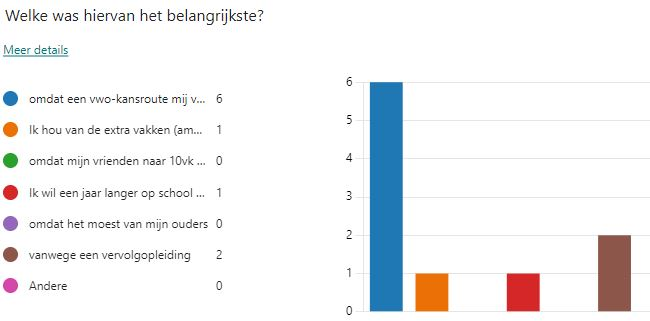 Welke was hiervan het belangrijkste?
Meer details
omdat een vwo-kansroute mij v... 6
Ik hou van de extra vakken (am... 1
omdat mijn vrienden naar 10vk ... 0
Ik wil een jaar langer op school ... 1
omdat het moest van mijn ouders 0
vanwege een vervolgopleiding 2
Andere 0
6
5
4
3
2
1
0